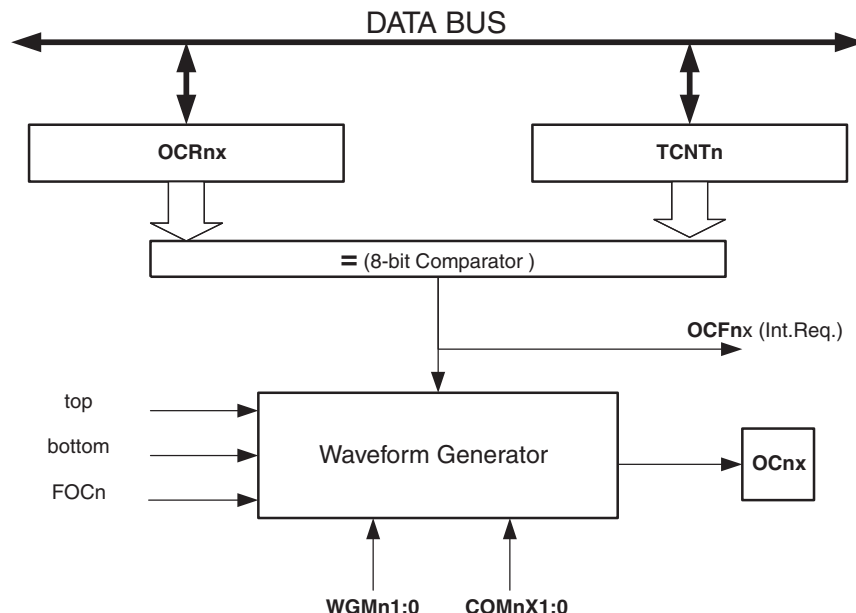 DATA BUS
OCRnx
TCNTn
= (8-bit Comparator )
OCFnx (Int.Req.)
top
bottom
FOCn
Waveform Generator
OCnx
WGMn1:0
COMnX1:0